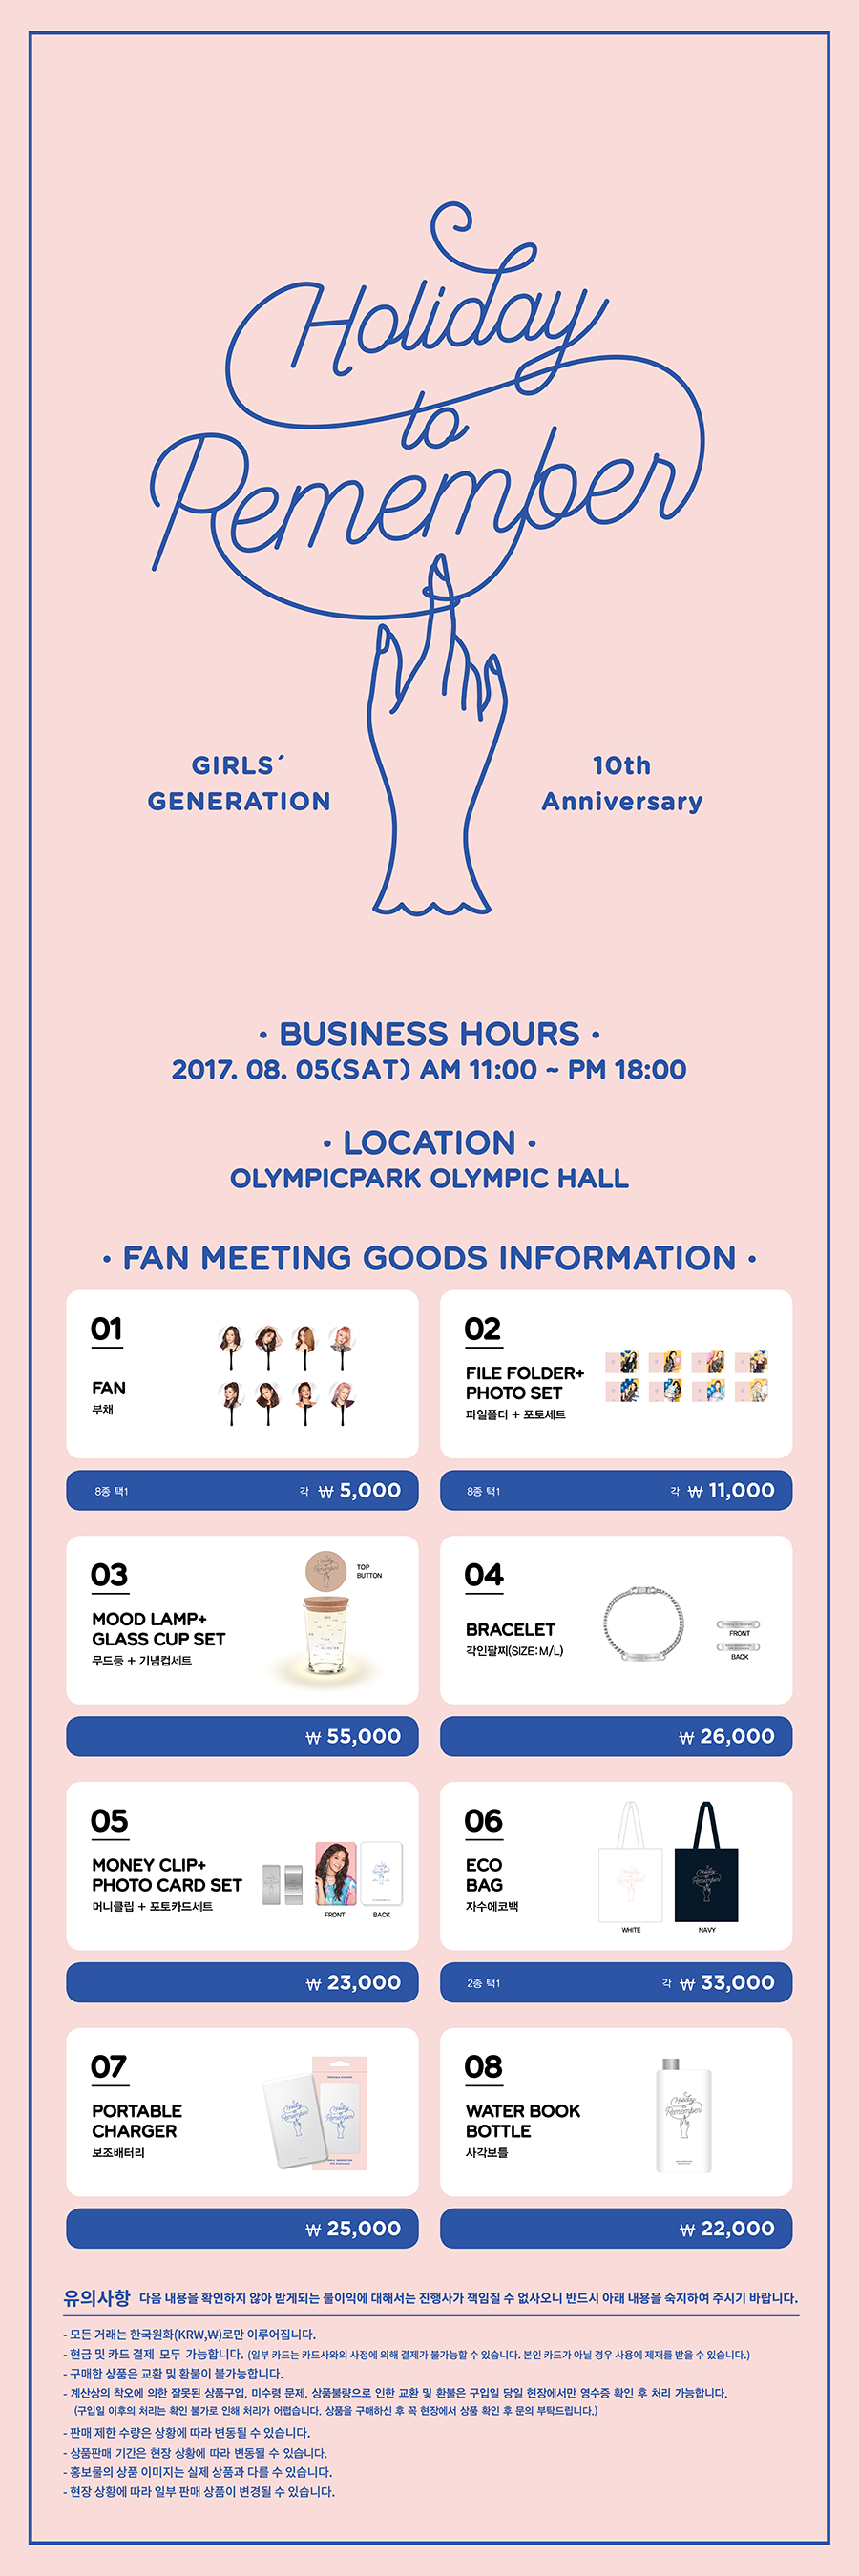 Holiday
to
Remember
GIRLS´
GENERATION
10th
Anniversary
· BUSINESS HOURS ·
2017. 08. 05(SAT) AM 11:00 ~ PM 18:00
· LOCATION ·
OLYMPICPARK OLYMPIC HALL
· FAN MEETING GOODS INFORMATION ·
01
FAN
부채
8종 택1
각 ₩ 5,000
02
FILE FOLDER+
PHOTO SET
파일폴더 + 포토세트
8종 택1
각 ₩ 11,000
03
MOOD LAMP+
GLASS CUP SET
무드등 + 기념컵세트
TOP
BUTTON
₩ 55,000
04
BRACELET
각인팔찌(SIZE:M/L)
FRONT
BACK
₩ 26,000
05
MONEY CLIP+
PHOTO CARD SET
머니클립 + 포토카드세트
FRONT
BACK
₩ 23,000
06
ECO
BAG
자수에코백
WHITE
NAVY
2종 택1
각 ₩ 33,000
07
PORTABLE
CHARGER
보조배터리
Holiday
to
Remember
₩ 25,000
08
WATER BOOK
BOTTLE
사각보틀
Holiday
to
Remember
₩ 22,000
유의사항 다음 내용을 확인하지 않아 받게되는 불이익에 대해서는 진행사가 책임질 수 없사오니 반드시 아래 내용을 숙지하여 주시기 바랍니다.
- 모든 거래는 한국원화(KRW,₩)로만 이루어집니다.
- 현금 및 카드 결제 모두 가능합니다. (일부 카드는 카드사와의 사정에 의해 결제가 불가능할 수 있습니다. 본인 카드가 아닐 경우 사용에 제재를 받을 수 있습니다.)
- 구매한 상품은 교환 및 환불이 불가능합니다.
- 계산상의 착오에 의한 잘못된 상품구입, 미수령 문제, 상품불량으로 인한 교환 및 환불은 구입일 당일 현장에서만 영수증 확인 후 처리 가능합니다.
(구입일 이후의 처리는 확인 불가로 인해 처리가 어렵습니다. 상품을 구매하신 후 꼭 현장에서 상품 확인 후 문의 부탁드립니다.)
- 판매 제한 수량은 상황에 따라 변동될 수 있습니다.
- 상품판매 기간은 현장 상황에 따라 변동될 수 있습니다.
- 홍보물의 상품 이미지는 실제 상품과 다를 수 있습니다.
- 현장 상황에 따라 일부 판매 상품이 변경될 수 있습니다.